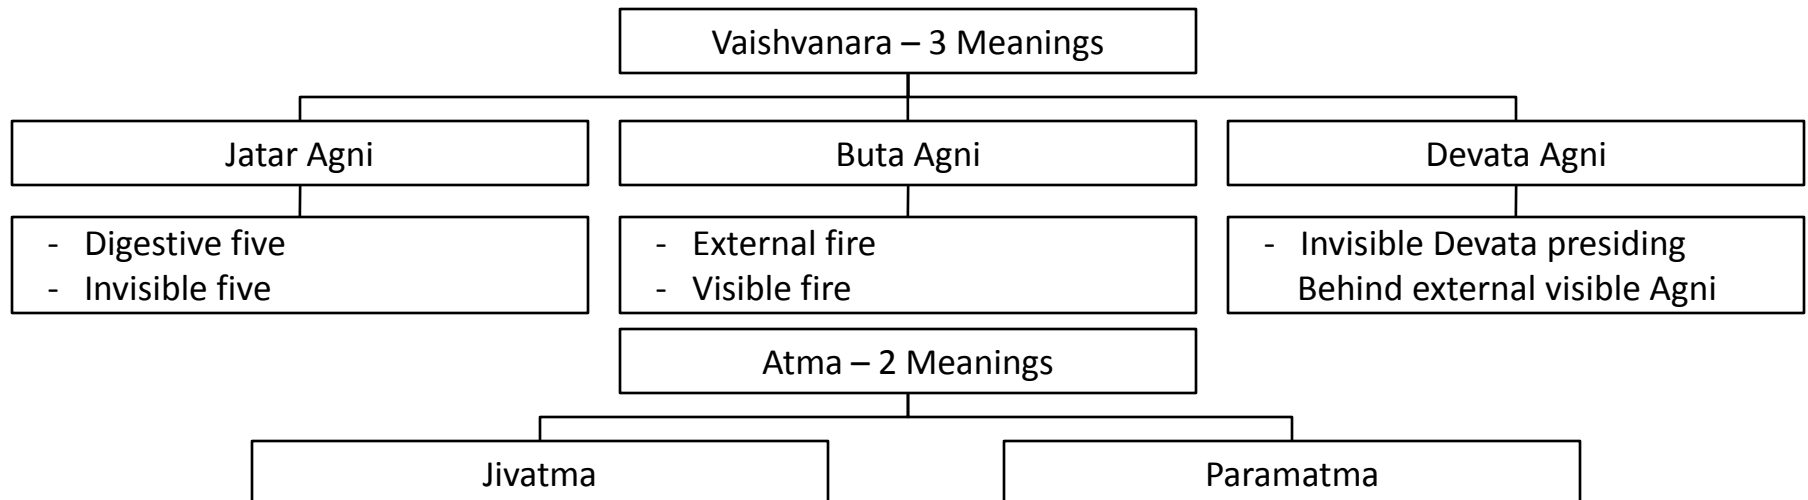 Vaishvanara – 3 Meanings
Jatar Agni
Buta Agni
Devata Agni
- Digestive five
- Invisible five
- External fire
- Visible fire
- Invisible Devata presiding
Behind external visible Agni
Atma – 2 Meanings
Jivatma
Paramatma